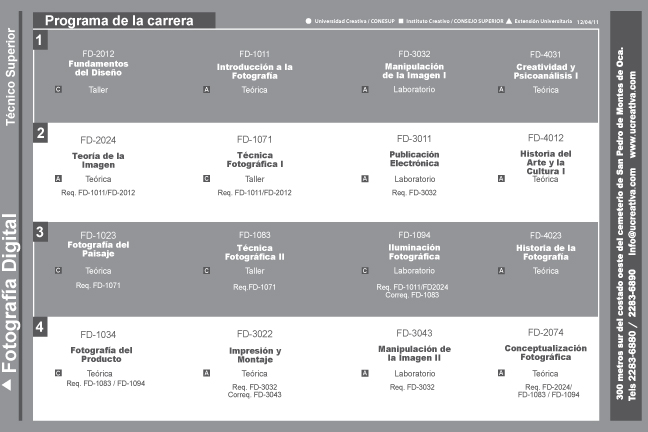 Programa de la carrera
Universidad Creativa / CONESUP Instituto Creativo / CONSEJO SUPERIOR Extensión Universitaria 12/04/11
Técnico Superior
Fotografía Digital
1
FD-2012
Fundamentos
del Diseño
C Taller
FD-1011
Introducción a la
Fotografía
A Teórica
FD-3032
Manipulación
de la Imagen I
A Laboratorio
FD-4031
Creatividad y
Psicoanálisis I
A Teórica
2
FD-2024
Teoría de la
Imagen
A Teórica
Req. FD-1011/FD-2012
FD-1071
Técnica
Fotográfica I
C Taller
Req. FD-1011/FD-2012
FD-3011
Publicación
Electrónica
A Laboratorio
Req. FD-3032
FD-4012
Historia del
Arte y la
Cultura I
A Teórica
3
FD-1023
Fotografía del
Paisaje
C Teórica
Req. FD-1071
FD-1083
Técnica
Fotográfica II
C Taller
Req.FD-1071
FD-1094
Iluminación
Fotográfica
C Laboratorio
Req. FD-1011/FD2024
Correq. FD-1083
FD-4023
Historia de la
Fotografía
A Teórica
4
FD-1034
Fotografía del
Producto
C Teórica
Req. FD-1083 / FD-1094
FD-3022
Impresión y
Montaje
A Teórica
Req. FD-3032
Correq. FD-3043
FD-3043
Manipulación de
la Imagen II
A Laboratorio
Req. FD-3032
FD-2074
Conceptualización
Fotográfica
A Teórica
Req. FD-2024/
FD-1083 / FD-1094
300 metros sur del costado oeste del cementerio de San Pedro de Montes de Oca.
Tels 2283-6880 / 2283-6890 Info@ucreativa.com www.ucreativa.com